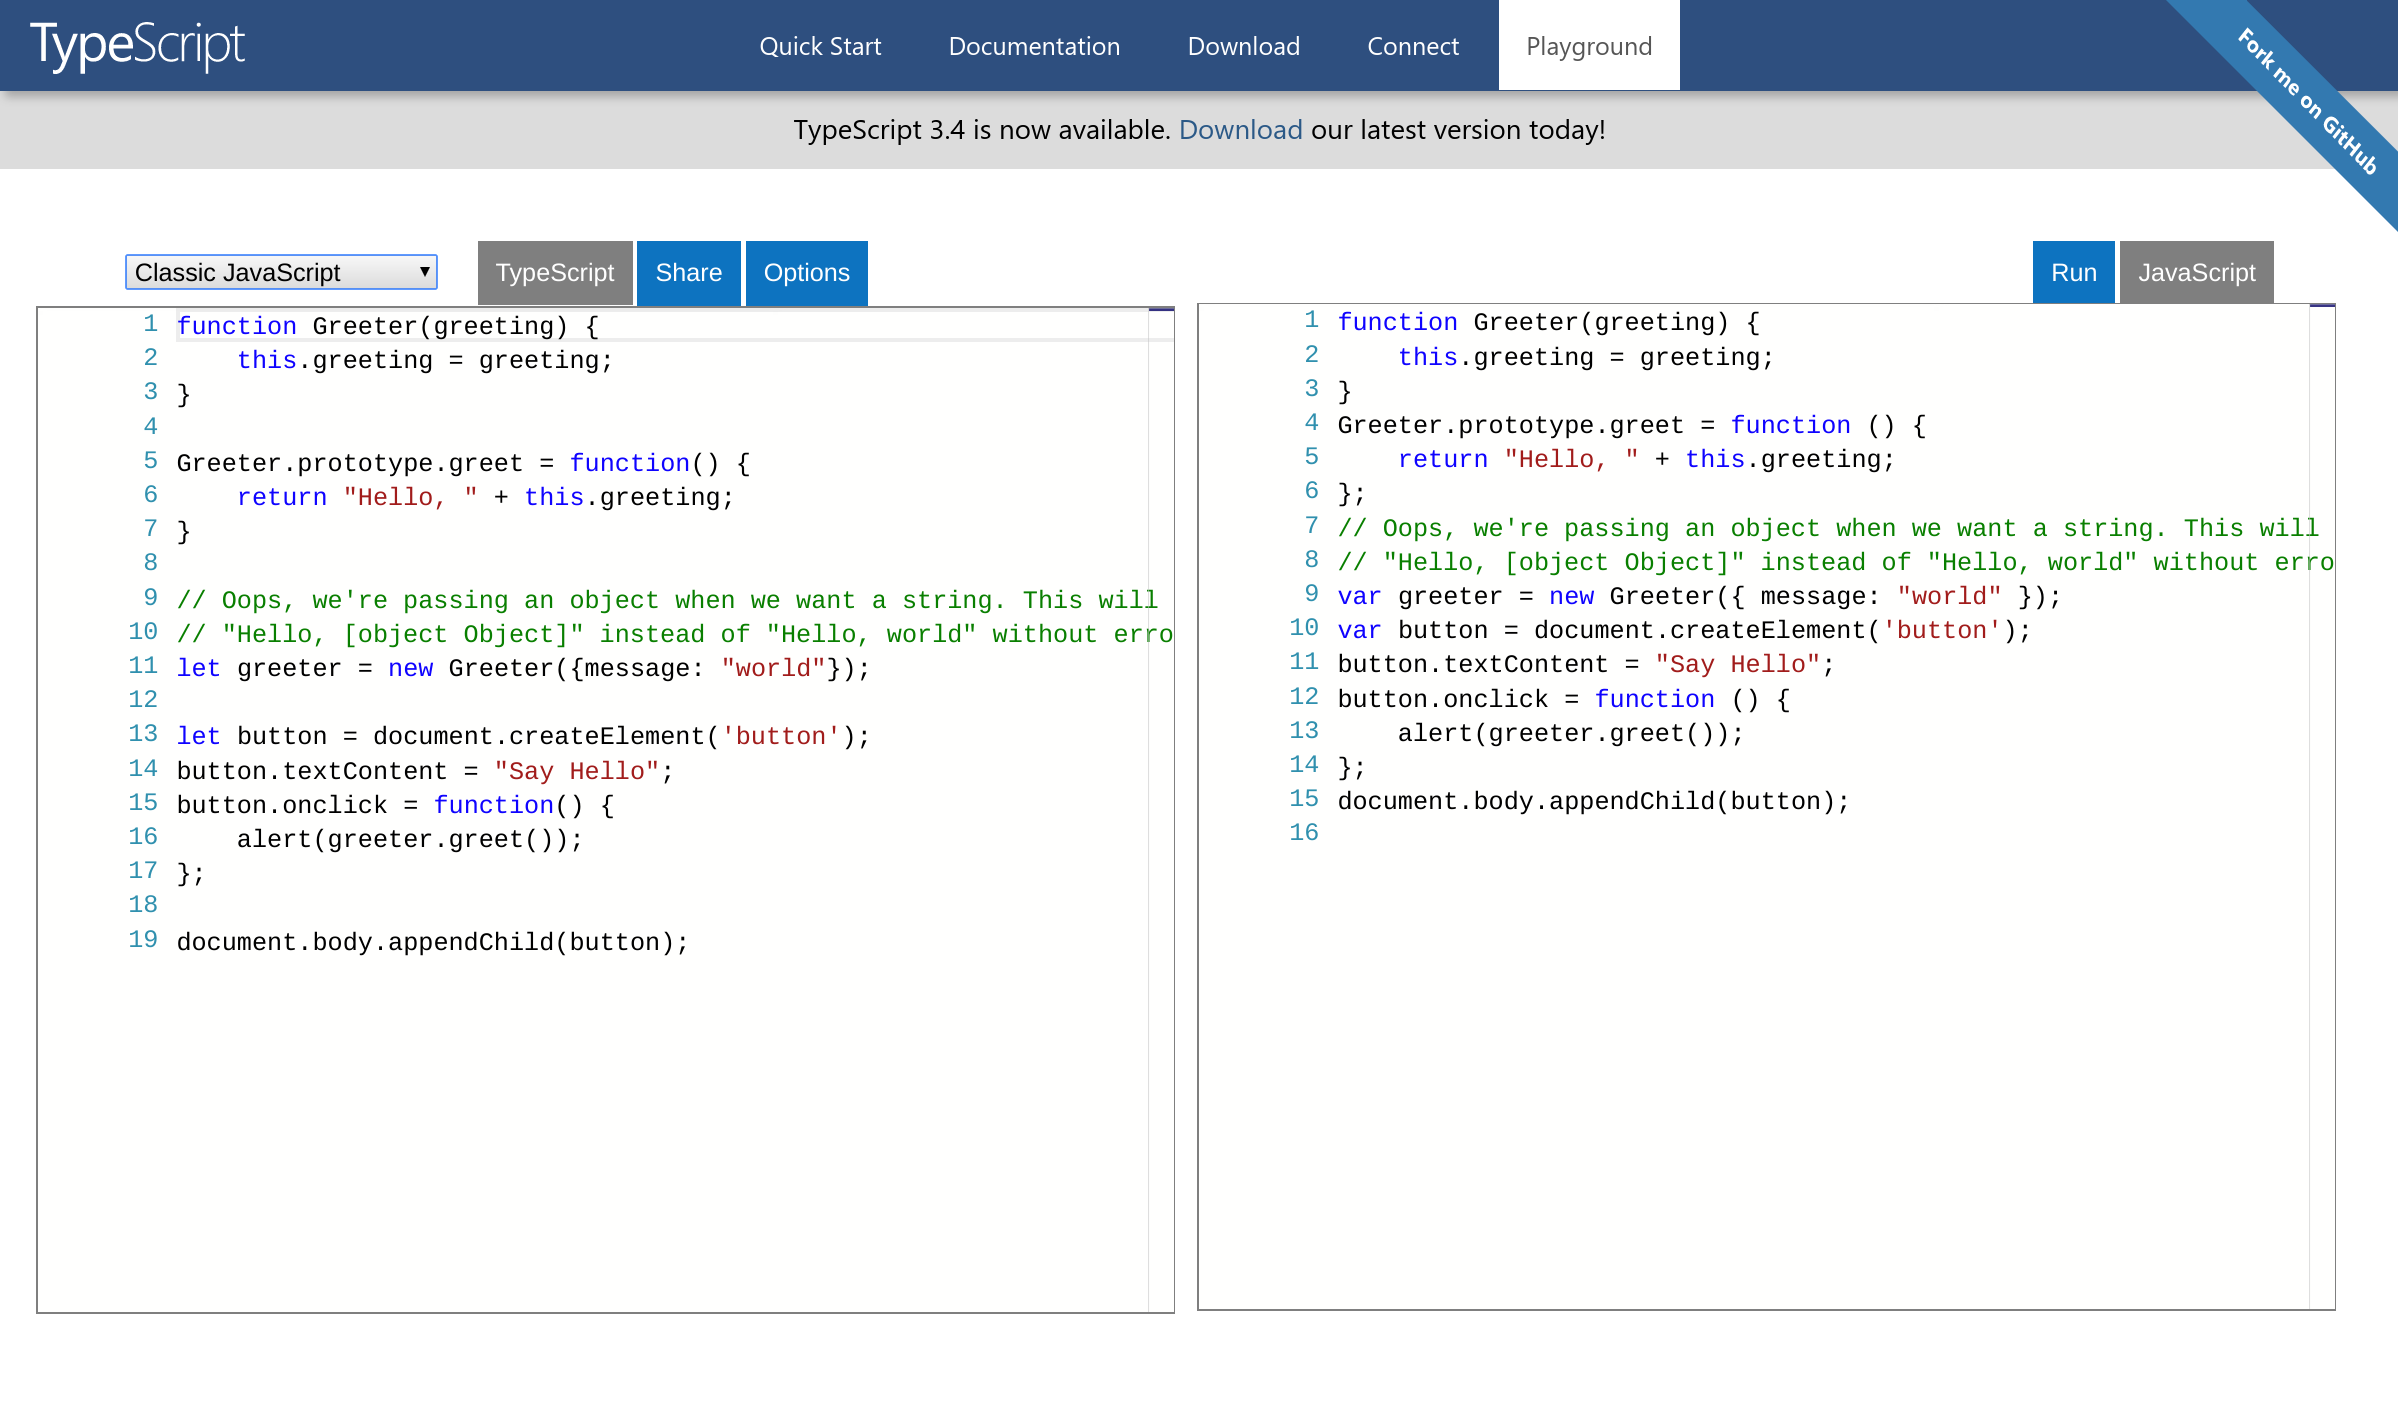 TypeScript
Quick Start Documentation Download Connect Playground
Fork me on GitHub
TypeScript 3.4 is now available. Download our latest version today!
Classic JavaScript
TypeScript Share Options
1 function Greeter(greeting) {
2     this.greeting = greeting;
3 }
4
5 Greeter.prototype.greet = function() {
6     return "Hello, " + this.greeting;
7 }
8
9 // Oops, we're passing an object when we want a string. This will
10 // "Hello, [object Object]" instead of "Hello, world" without erro
11 let greeter = new Greeter({message: "world"});
12
13 let button = document.createElement('button');
14 button.textContent = "Say Hello";
15 button.onclick = function() {
16     alert(greeter.greet());
17 };
18
19 document.body.appendChild(button);
Run JavaScript
1 function Greeter(greeting) {
2     this.greeting = greeting;
3 }
4 Greeter.prototype.greet = function () {
5     return "Hello, " + this.greeting;
6 };
7 // Oops, we're passing an object when we want a string. This will
8 // "Hello, [object Object]" instead of "Hello, world" without erro
9 var greeter = new Greeter({ message: "world" });
10 var button = document.createElement('button');
11 button.textContent = "Say Hello";
12 button.onclick = function () {
13     alert(greeter.greet());
14 };
15 document.body.appendChild(button);
16